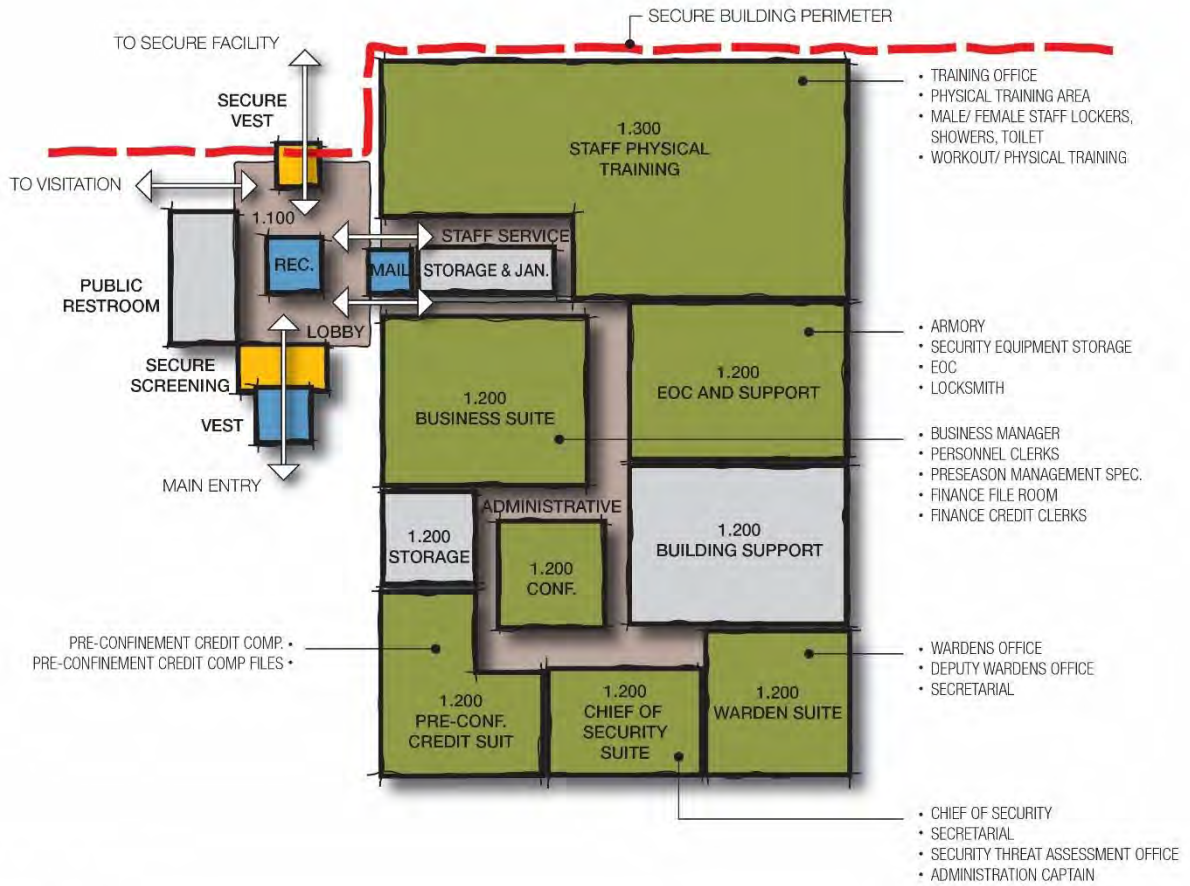 SECURE BUILDING PERIMETER
TO SECURE FACILITY
SECURE
VEST
TO VISITATION
1.100
REC.
PUBLIC
RESTROOM
LOBBY
SECURE
SCREENING
VEST
MAIN ENTRY
1.300
STAFF PHYSICAL
TRAINING
• TRAINING OFFICE
• PHYSICAL TRAINING AREA
• MALE/ FEMALE STAFF LOCKERS,
SHOWERS, TOILET
• WORKOUT/ PHYSICAL TRAINING
STAFF SERVICE
MAIL
STORAGE & JAN.
1.200
BUSINESS SUITE
1.200
EOC AND SUPPORT
• ARMORY
• SECURITY EQUIPMENT STORAGE
• EOC
• LOCKSMITH
• BUSINESS MANAGER
• PERSONNEL CLERKS
• PRESEASON MANAGEMENT SPEC.
• FINANCE FILE ROOM
• FINANCE CREDIT CLERKS
ADMINISTRATIVE
1.200
STORAGE
1.200
CONF.
1.200
BUILDING SUPPORT
PRE-CONFINEMENT CREDIT COMP. •
PRE-CONFINEMENT CREDIT COMP FILES •
1.200
PRE-CONF.
CREDIT SUIT
1.200
CHIEF OF
SECURITY
SUITE
1.200
WARDEN SUITE
• WARDENS OFFICE
• DEPUTY WARDENS OFFICE
• SECRETARIAL
• CHIEF OF SECURITY
• SECRETARIAL
• SECURITY THREAT ASSESSMENT OFFICE
• ADMINISTRATION CAPTAIN